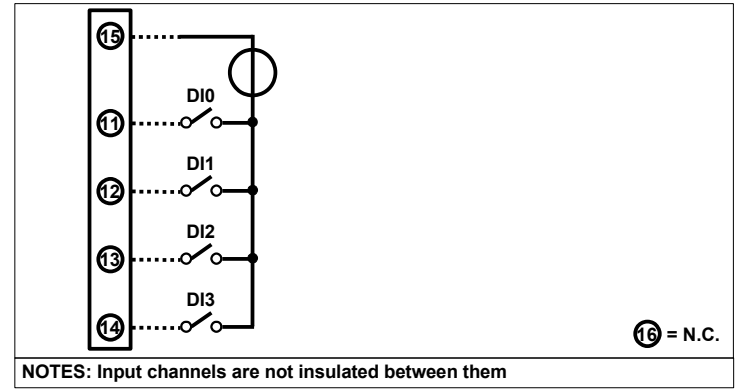 15
DI0
11
DI1
12
DI2
13
DI3
14
16 = N.C.
NOTES: Input channels are not insulated between them